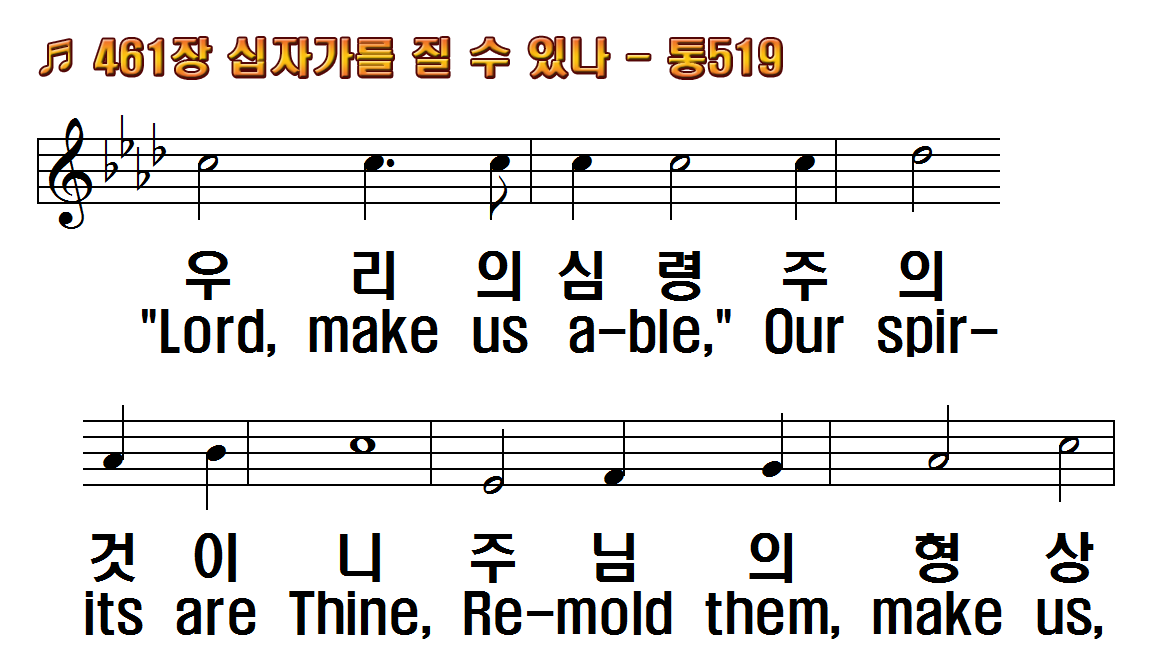 ♬ 461장 십자가를 질 수 있나 - 통519
우 리 의 심 령 주 의
"Lord, make us a-ble," Our spir-
것 이 니 주 님 의 형 상
its are Thine, Re-mold them, make us,